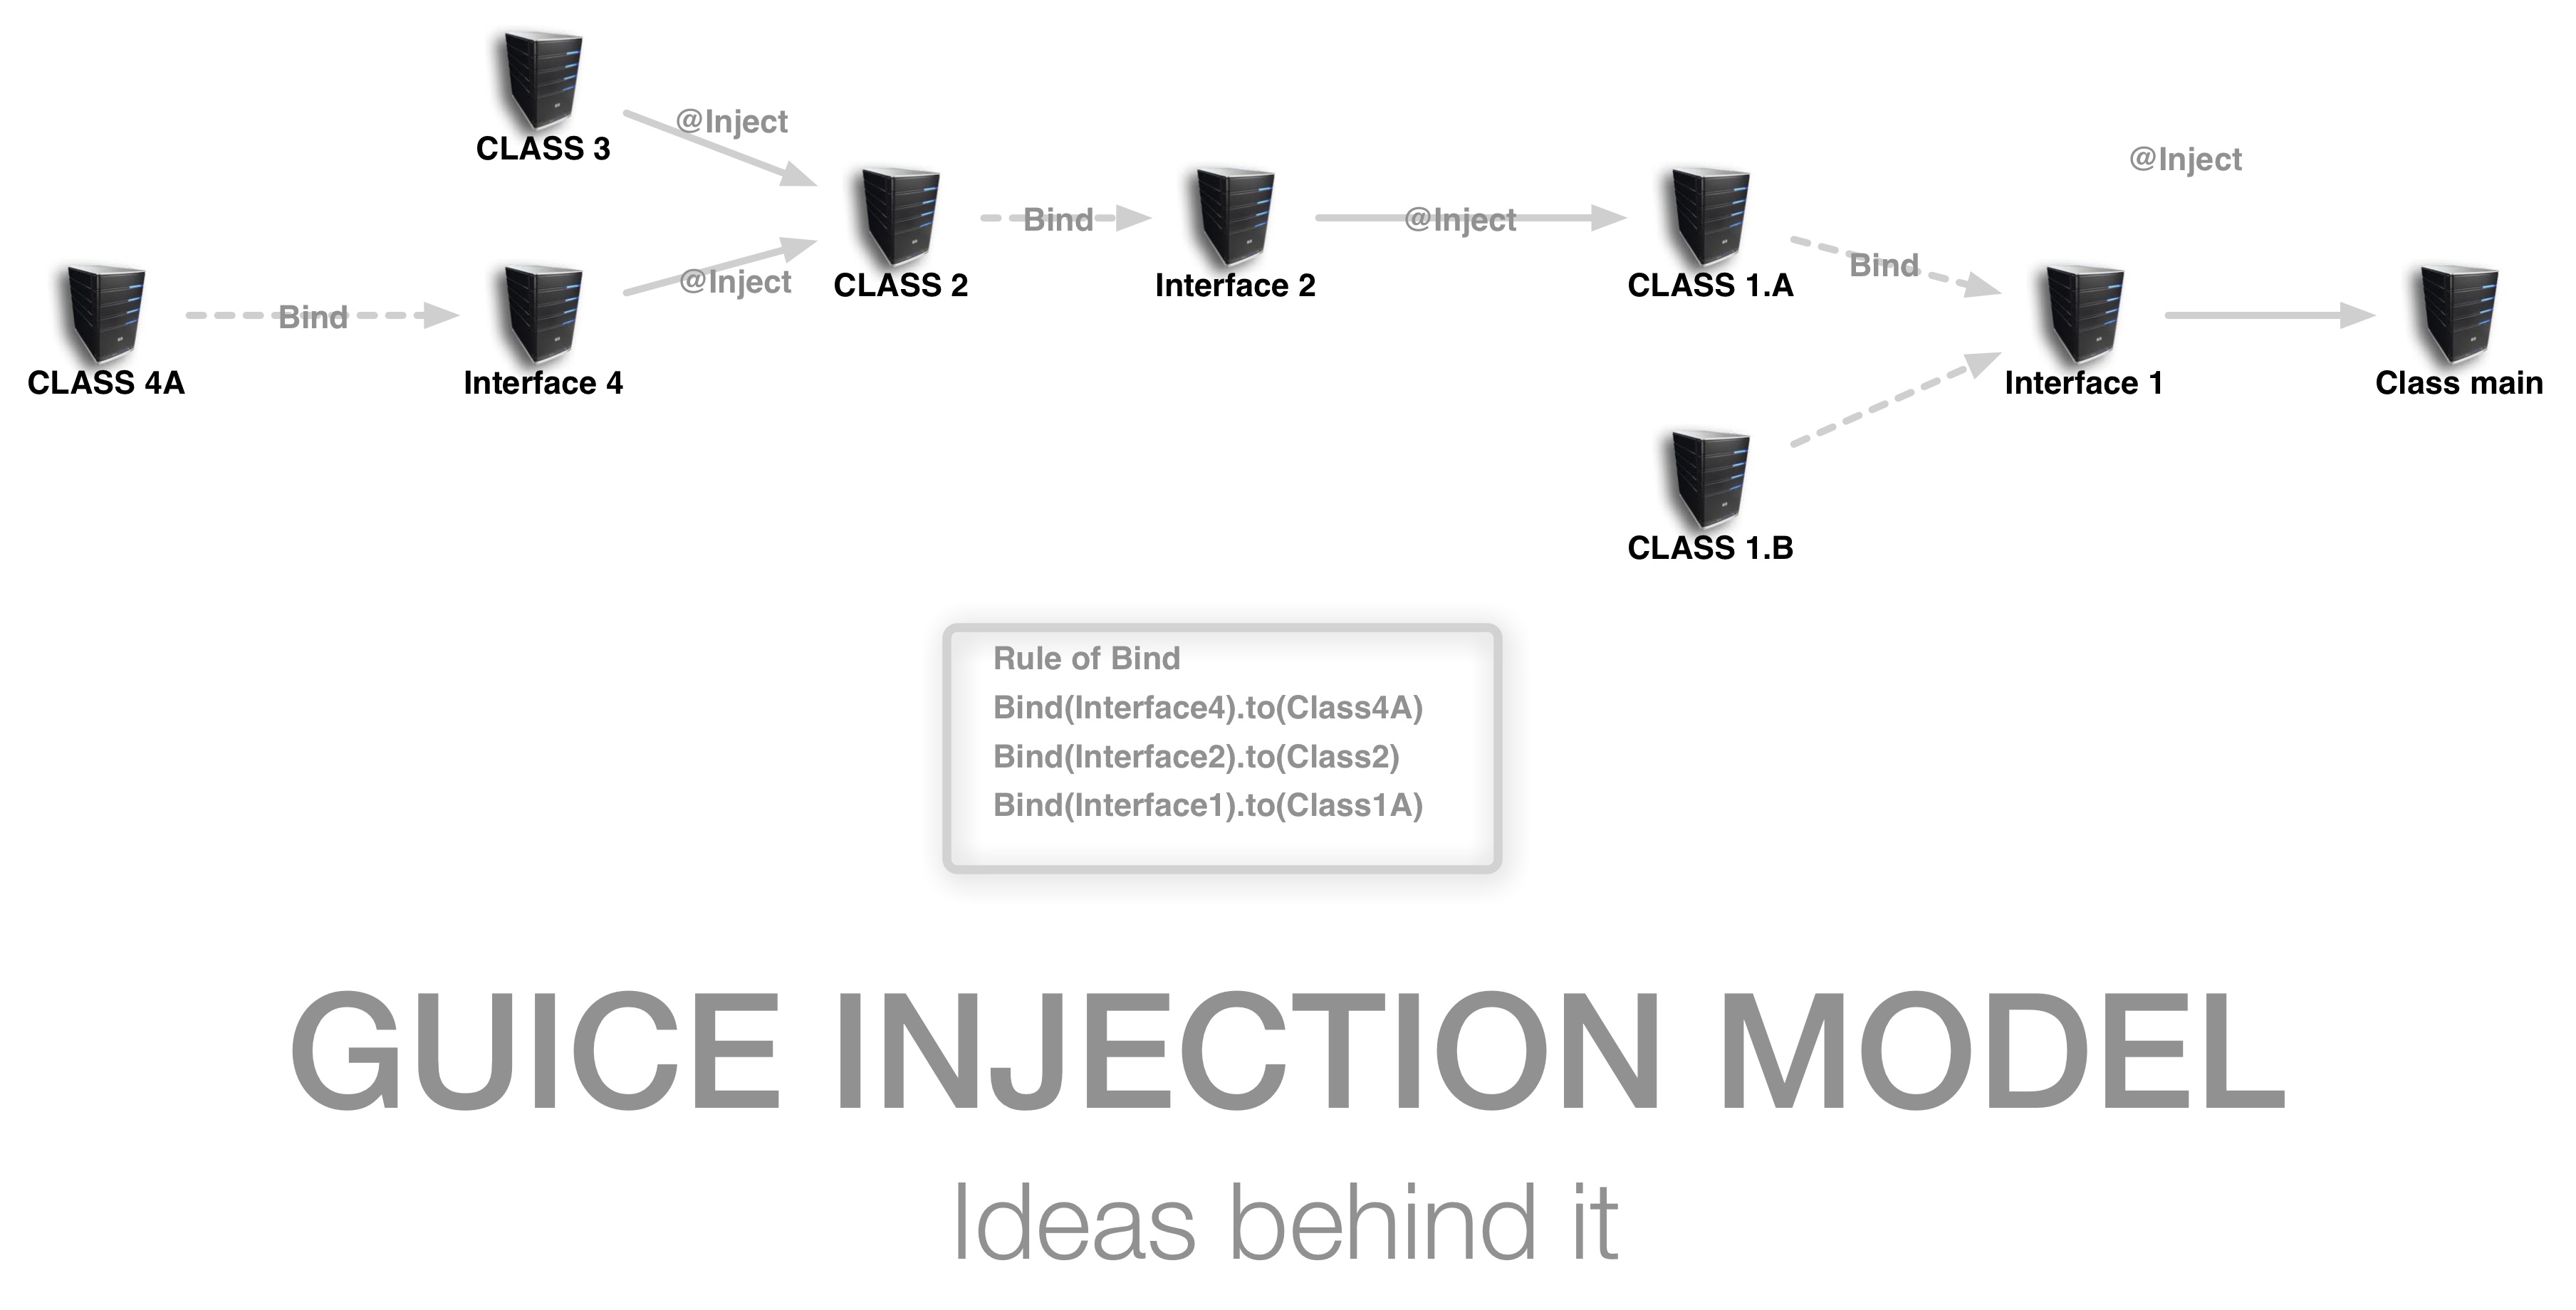 CLASS 3
@Inject
@Inject
CLASS 2
Bind
Interface 2
@Inject
CLASS 1.A
@Inject
Bind
CLASS 4A
Bind
Interface 4
@Inject
Interface 1
Class main
CLASS 1.B
Rule of Bind
Bind(Interface4).to(Class4A)
Bind(Interface2).to(Class2)
Bind(Interface1).to(Class1A)
GUICE INJECTION MODEL
Ideas behind it